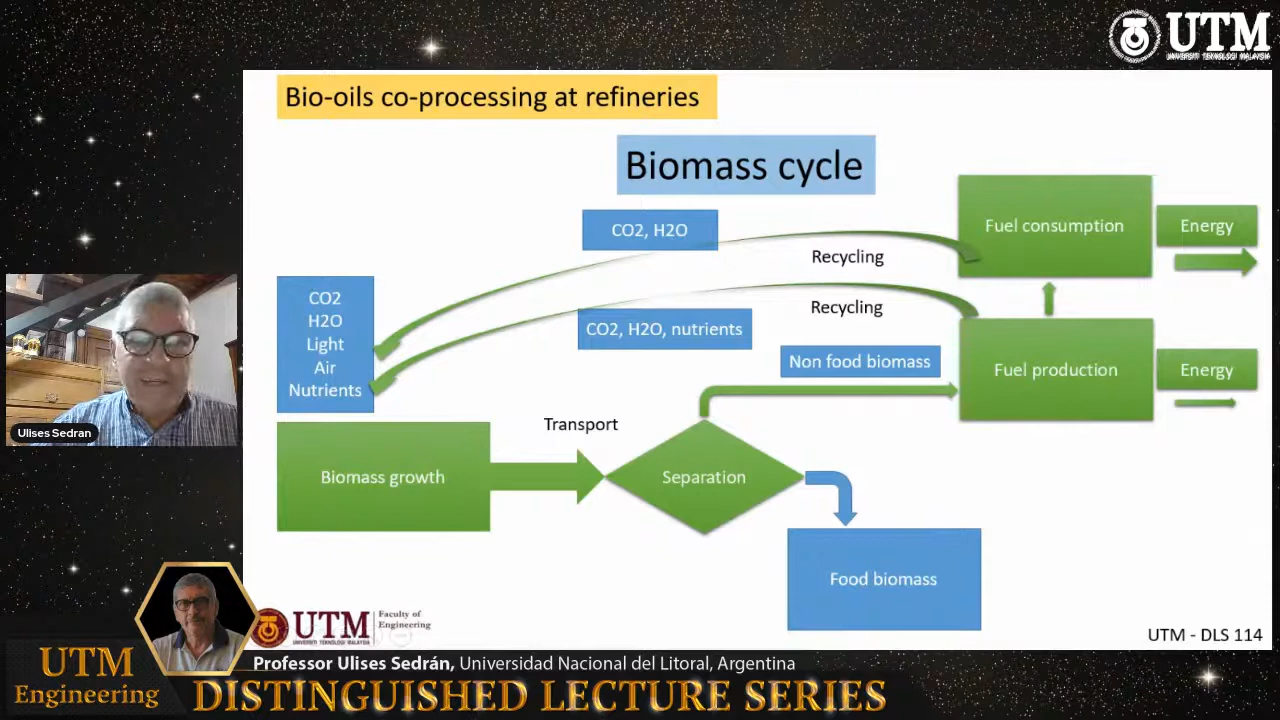 UTM
UNIVERSITI TEKNOLOGI MALAYSIA
Bio-oils co-processing at refineries
Biomass cycle
CO2, H2O
Fuel consumption
Energy
Recycling
CO2
H2O
Light
Air
Nutrients
Recycling
CO2, H2O, nutrients
Non food biomass
Fuel production
Energy
Ulises Sedran
Transport
Biomass growth
Separation
Food biomass
UTM
UNIVERSITI TEKNOLOGI MALAYSIA
Faculty of
Engineering
UTM - DLS 114
UTM
Engineering
Professor Ulises Sedrán, Universidad Nacional del Litoral, Argentina
DISTINGUISHED LECTURE SERIES